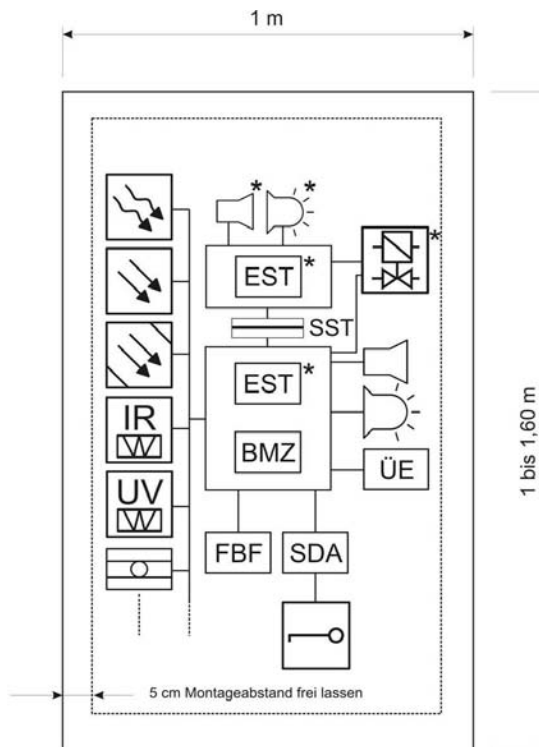 1 m
* *
EST *
*
SST
EST *
IR
BMZ
UV
ÜE
FBF SDA
1 bis 1,60 m
5 cm Montageabstand frei lassen